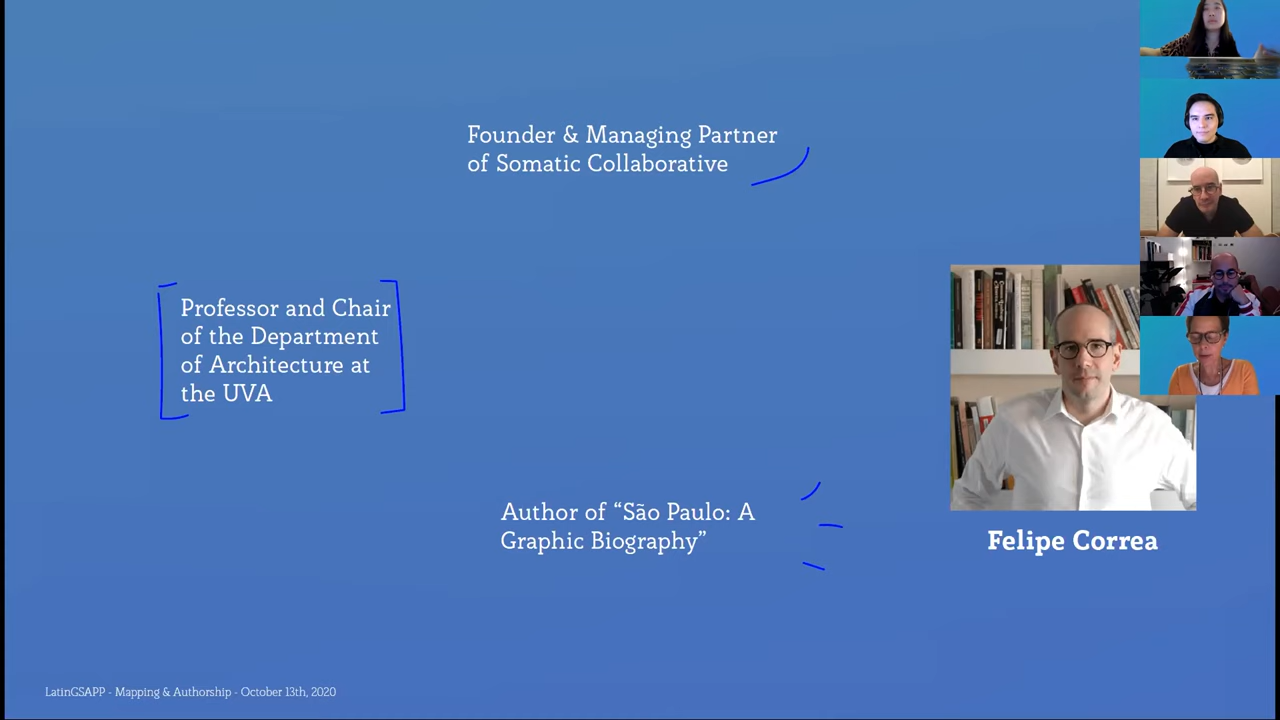 Founder & Managing Partner
of Somatic Collaborative
Professor and Chair
of the Department
of Architecture at
the UVA
Author of “São Paulo: A
Graphic Biography”
Felipe Correa
LatinGSAPP - Mapping & Authorship - October 13th, 2020